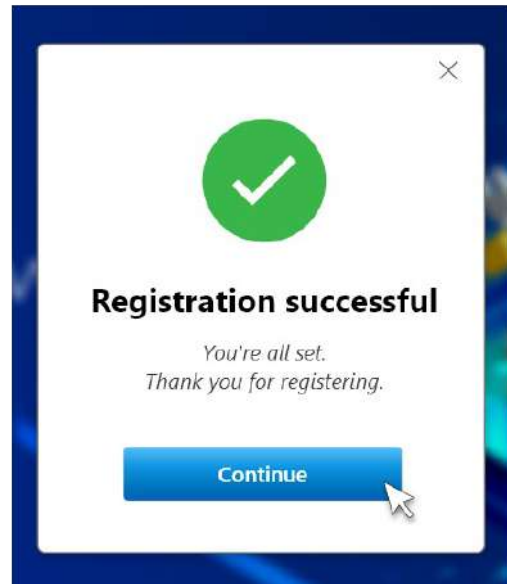 Registration successful
You're all set.
Thank you for registering.
Continue